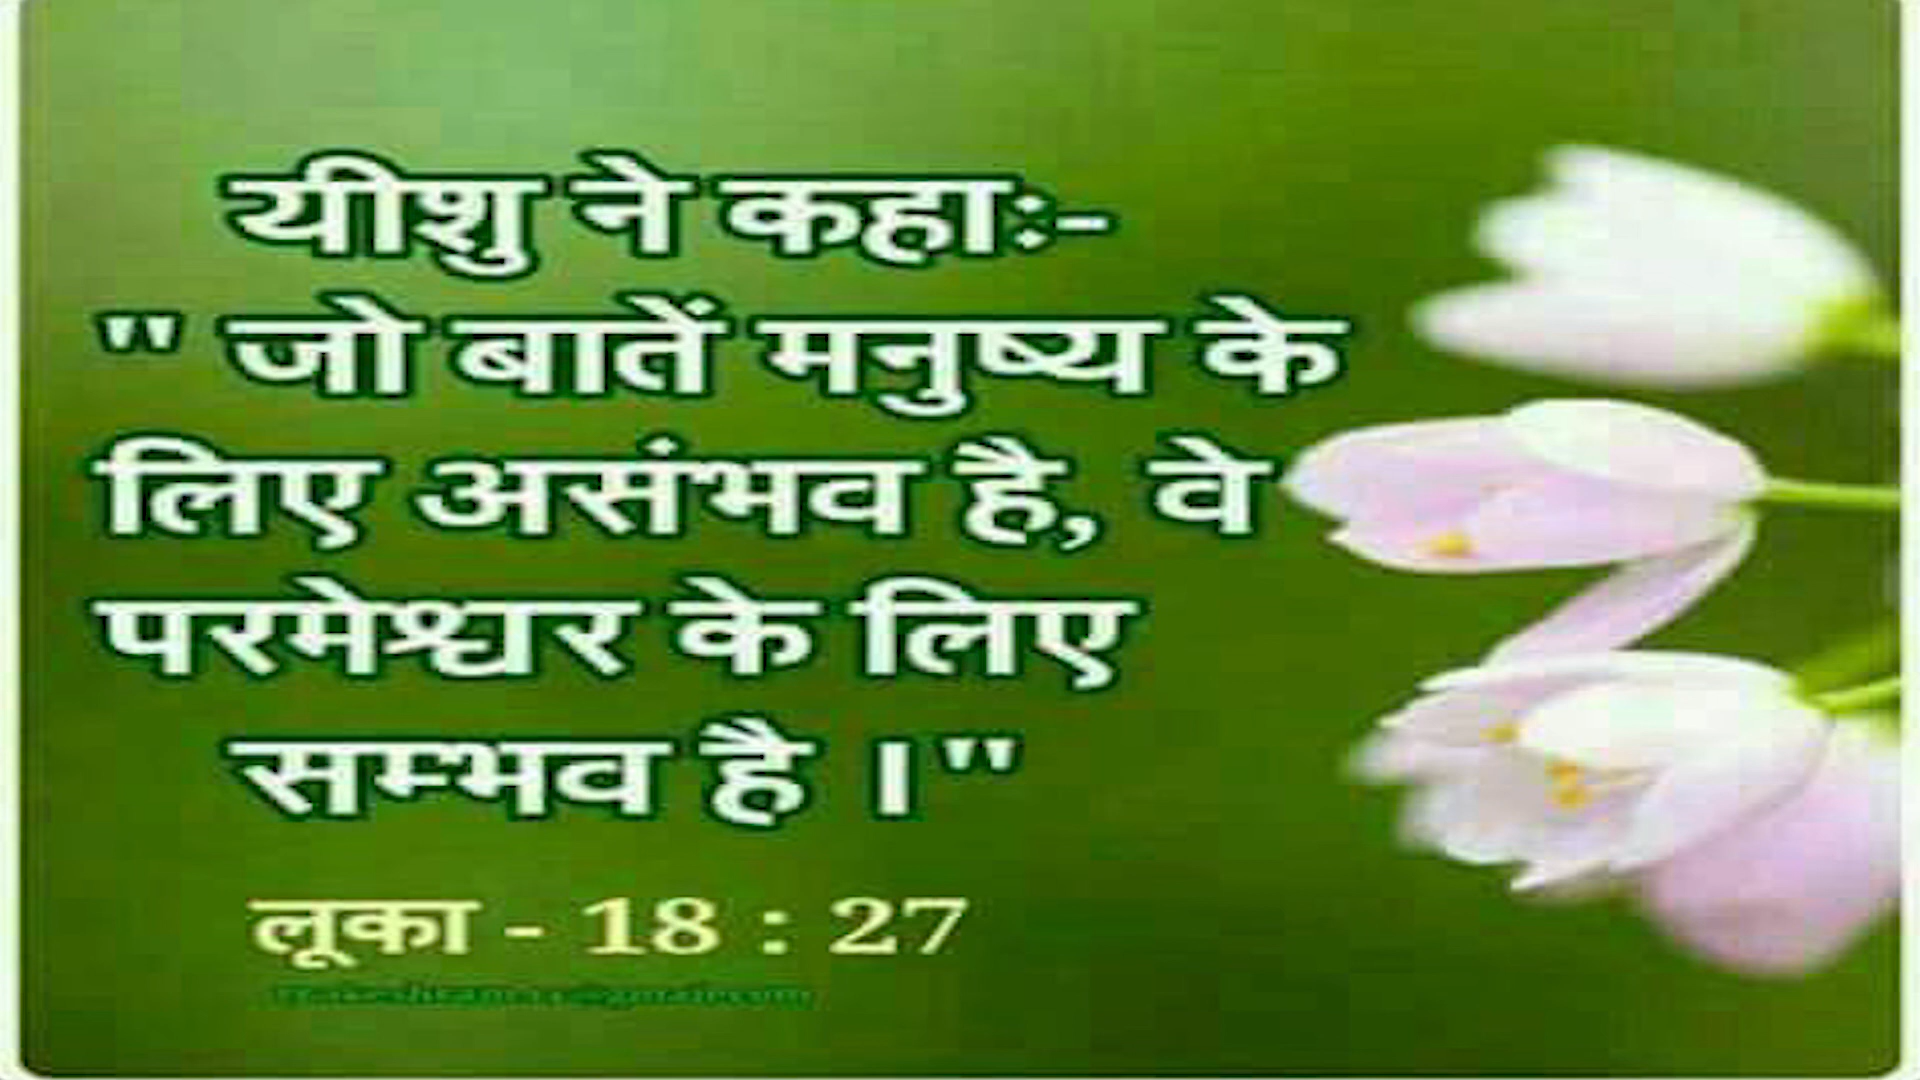 यीशु ने कहाः-
" जो बातें मनुष्य के
लिए असंभव है, वे
परमेश्वर के लिए
सम्भव है ।"
लूका - 18 : 27